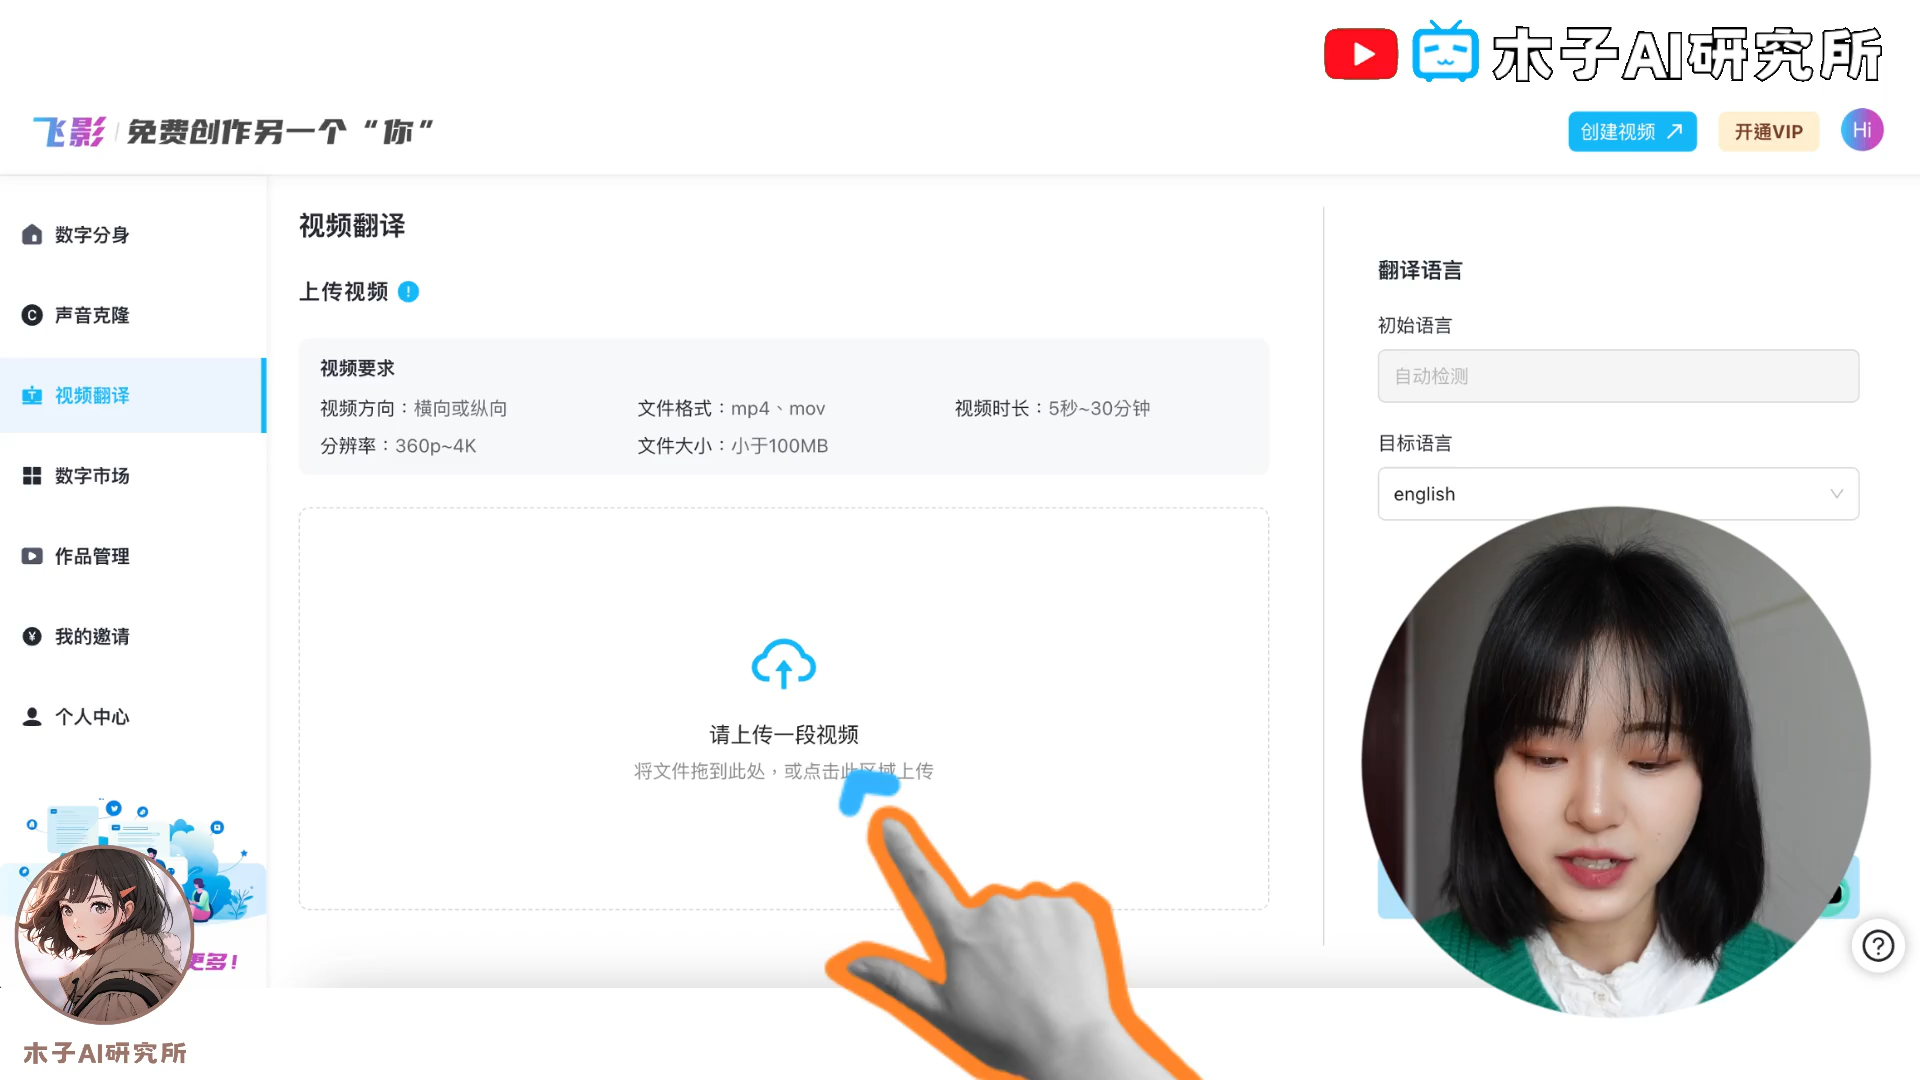 木子AI研究所
飞影 免费创作另一个“你”
创建视频
开通VIP
Hi
数字分身
声音克隆
视频翻译
数字市场
作品管理
我的邀请
个人中心
更多!
木子AI研究所
视频翻译
上传视频
视频要求
视频方向：横向或纵向
文件格式：mp4、mov
视频时长：5秒~30分钟
分辨率：360p~4K
文件大小：小于100MB
请上传一段视频
将文件拖到此处，或点击此区域上传
翻译语言
初始语言
自动检测
目标语言
english